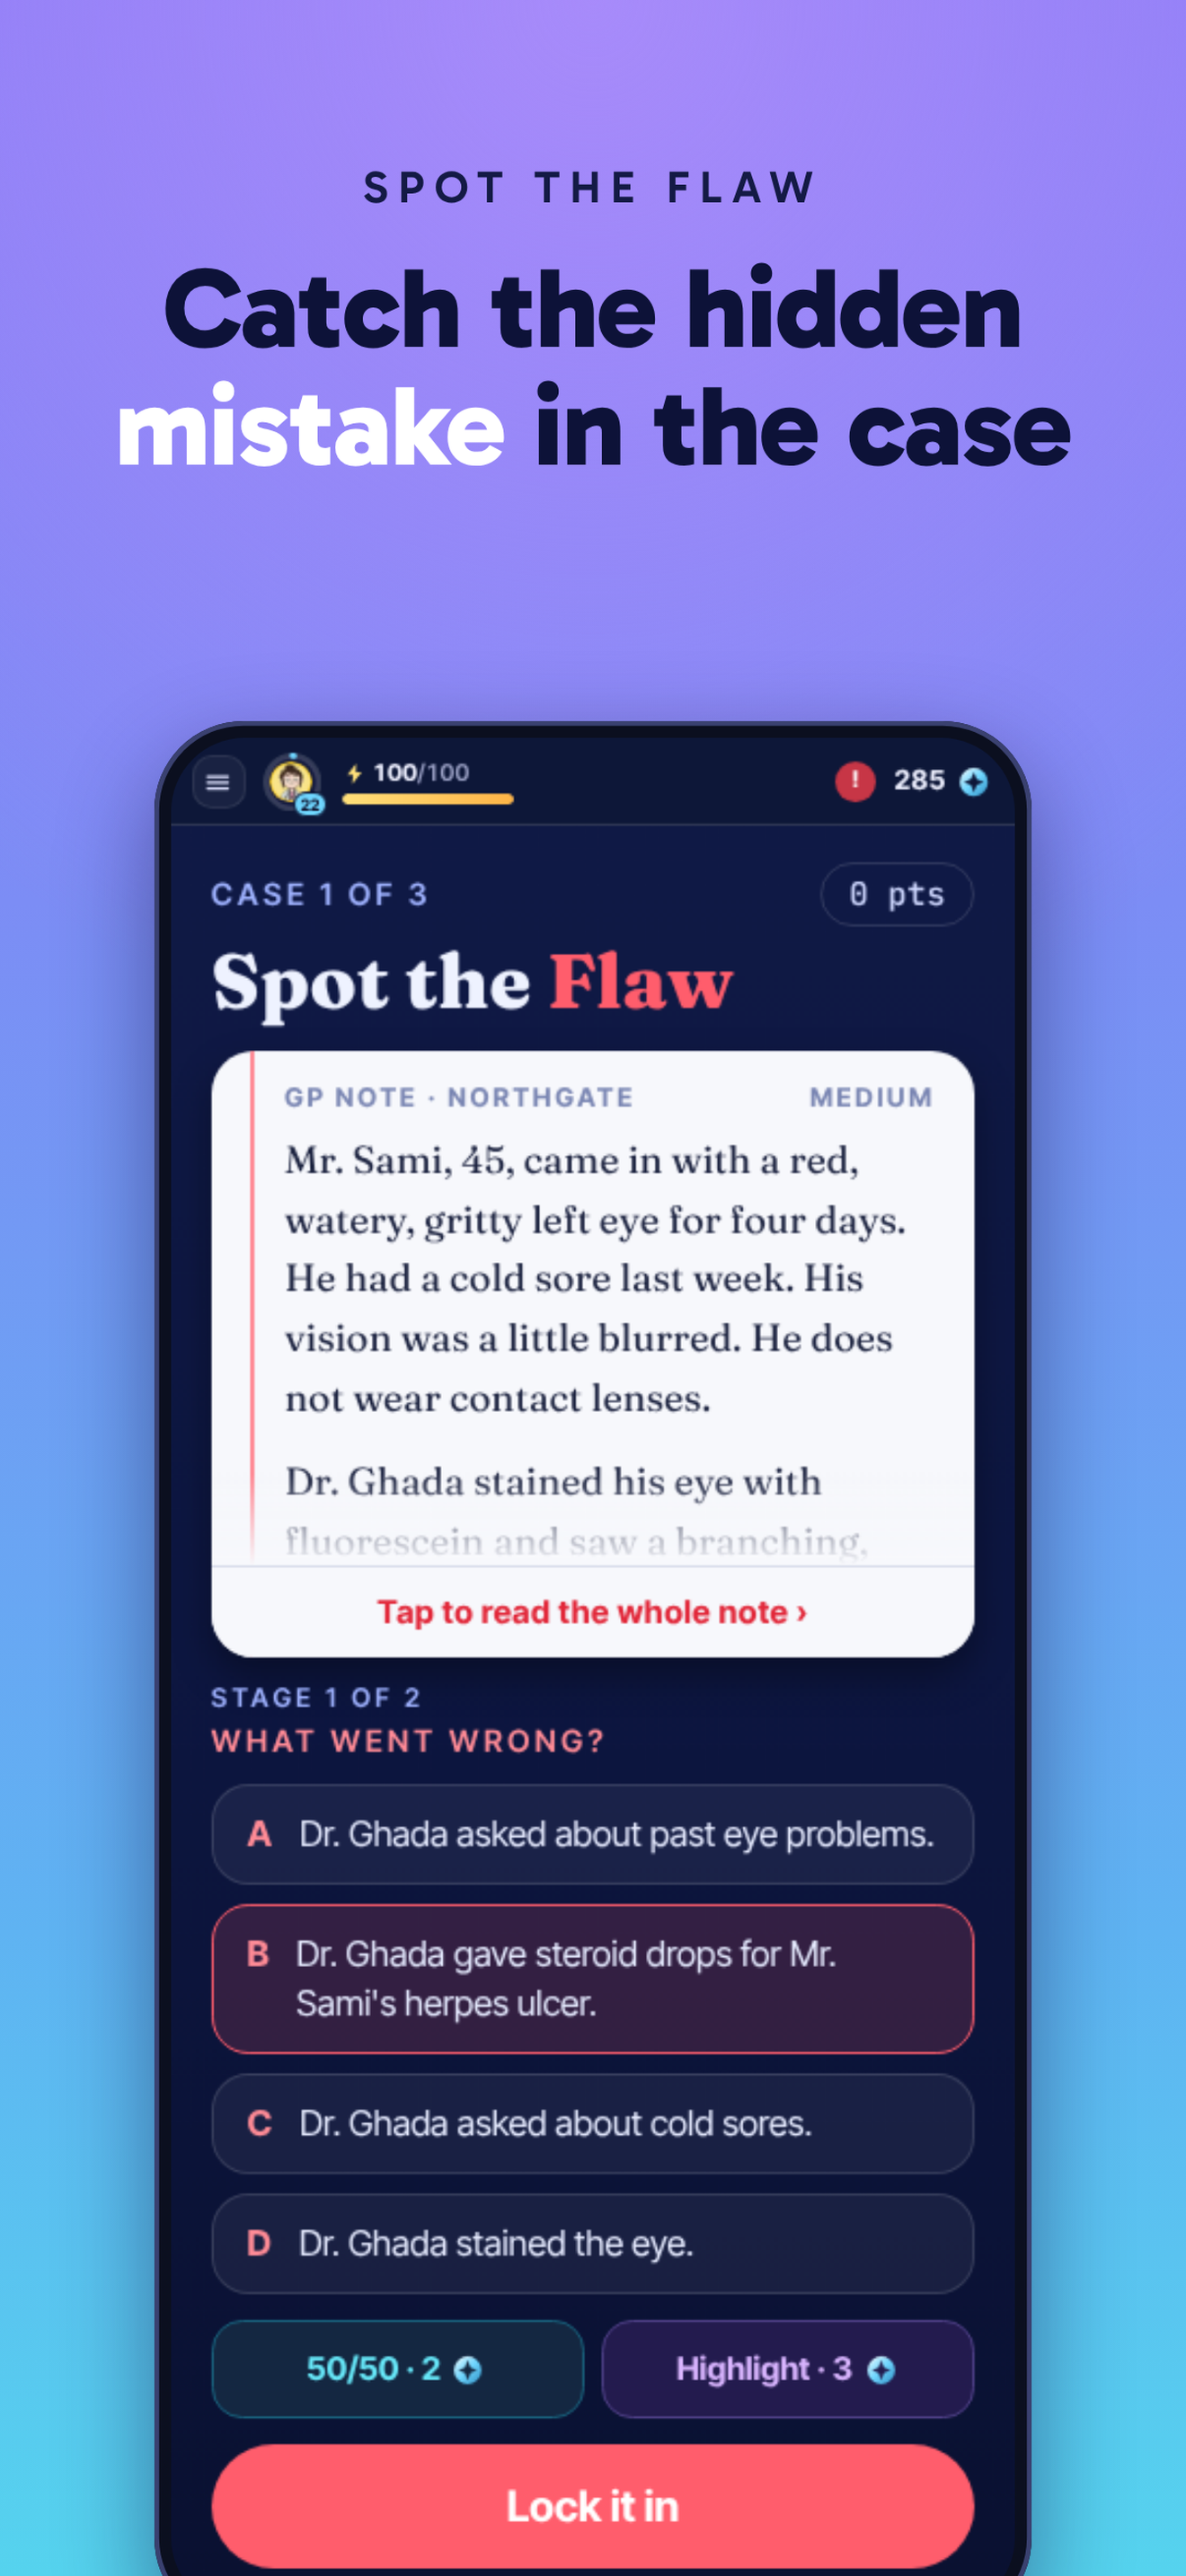 SPOT THE FLAW
Catch the hidden
mistake in the case
100/100
22
! 285
CASE 1 OF 3
0 pts
Spot the Flaw
GP NOTE · NORTHGATE MEDIUM
Mr. Sami, 45, came in with a red,
watery, gritty left eye for four days.
He had a cold sore last week. His
vision was a little blurred. He does
not wear contact lenses.
Dr. Ghada stained his eye with
fluorescein and saw a branching,
Tap to read the whole note ›
STAGE 1 OF 2
WHAT WENT WRONG?
A Dr. Ghada asked about past eye problems.
B Dr. Ghada gave steroid drops for Mr.
Sami's herpes ulcer.
C Dr. Ghada asked about cold sores.
D Dr. Ghada stained the eye.
50/50 · 2
Highlight · 3
Lock it in